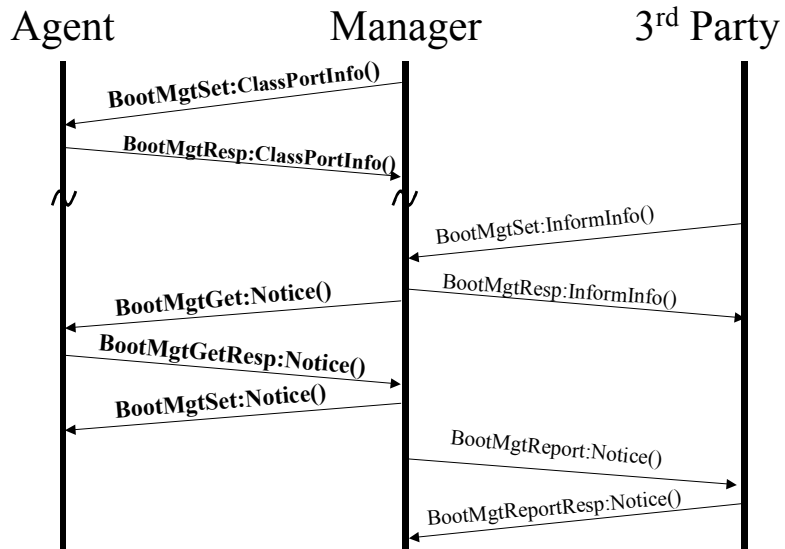 Agent
Manager
3rd Party
BootMgtSet:ClassPortInfo()
BootMgtResp:ClassPortInfo()
BootMgtSet:InformInfo()
BootMgtResp:InformInfo()
BootMgtGet:Notice()
BootMgtGetResp:Notice()
BootMgtSet:Notice()
BootMgtReport:Notice()
BootMgtReportResp:Notice()